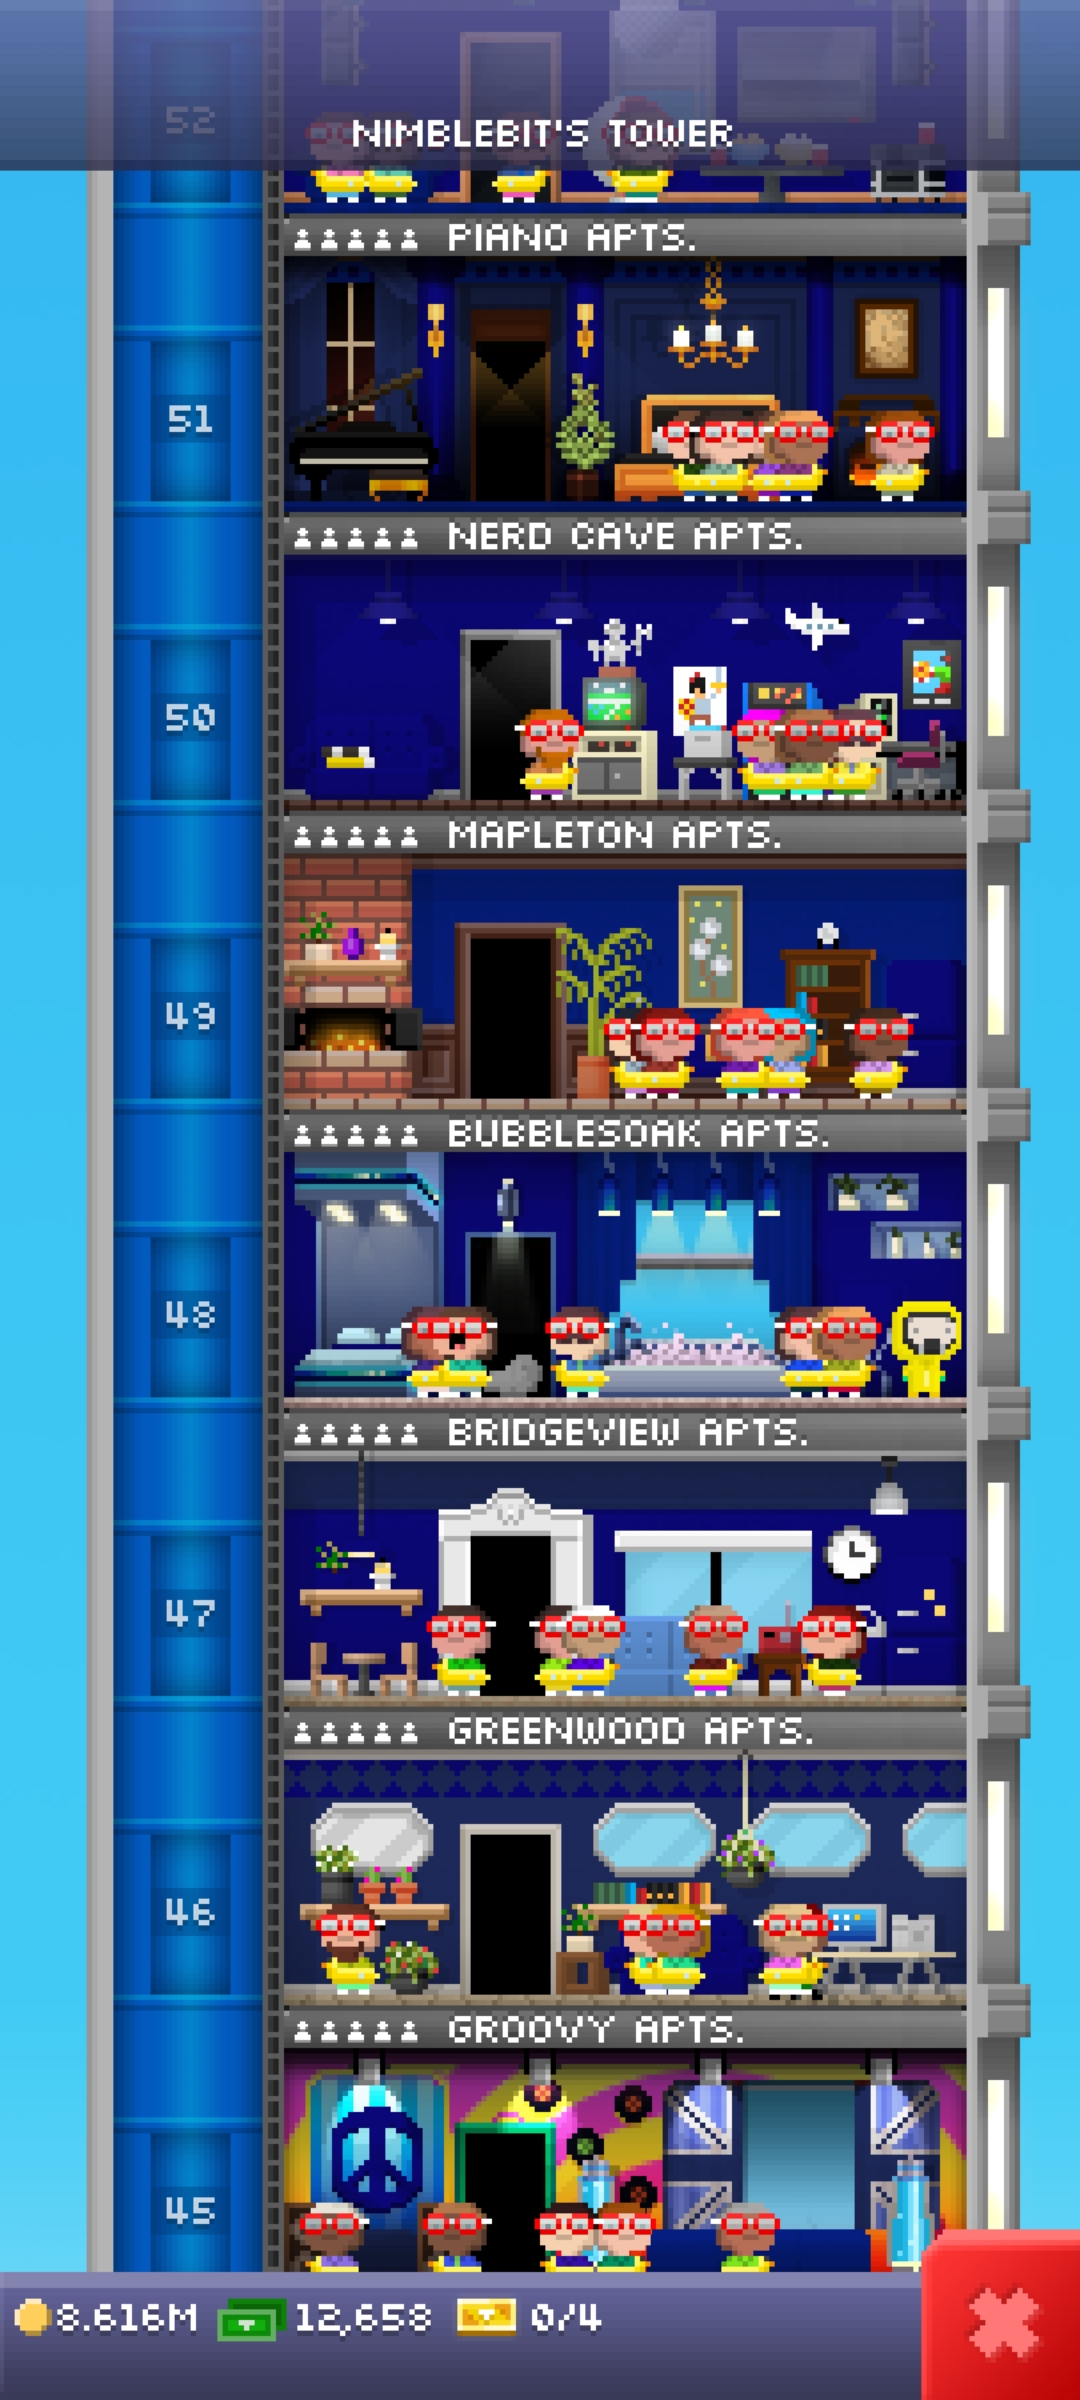 52
NIMBLEBIT'S TOWER
PIANO APTS.
51
NERD CAVE APTS.
50
MAPLETON APTS.
49
BUBBLESOAK APTS.
48
BRIDGEVIEW APTS.
47
GREENWOOD APTS.
46
GROOVY APTS.
45
8.616M 12,658 0/4